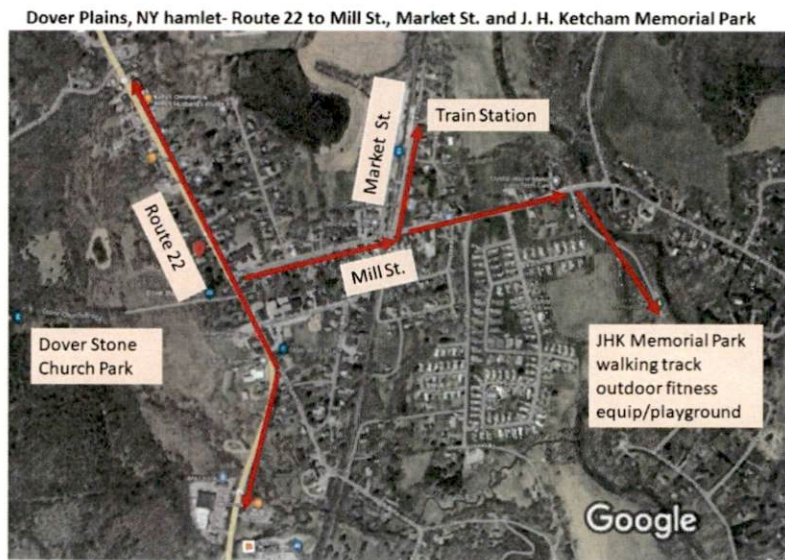 Dover Plains, NY hamlet- Route 22 to Mill St., Market St. and J. H. Ketcham Memorial Park
Market St.
Train Station
Route 22
Mill St.
Dover Stone
Church Park
JHK Memorial Park
walking track
outdoor fitness
equip/playground
Google